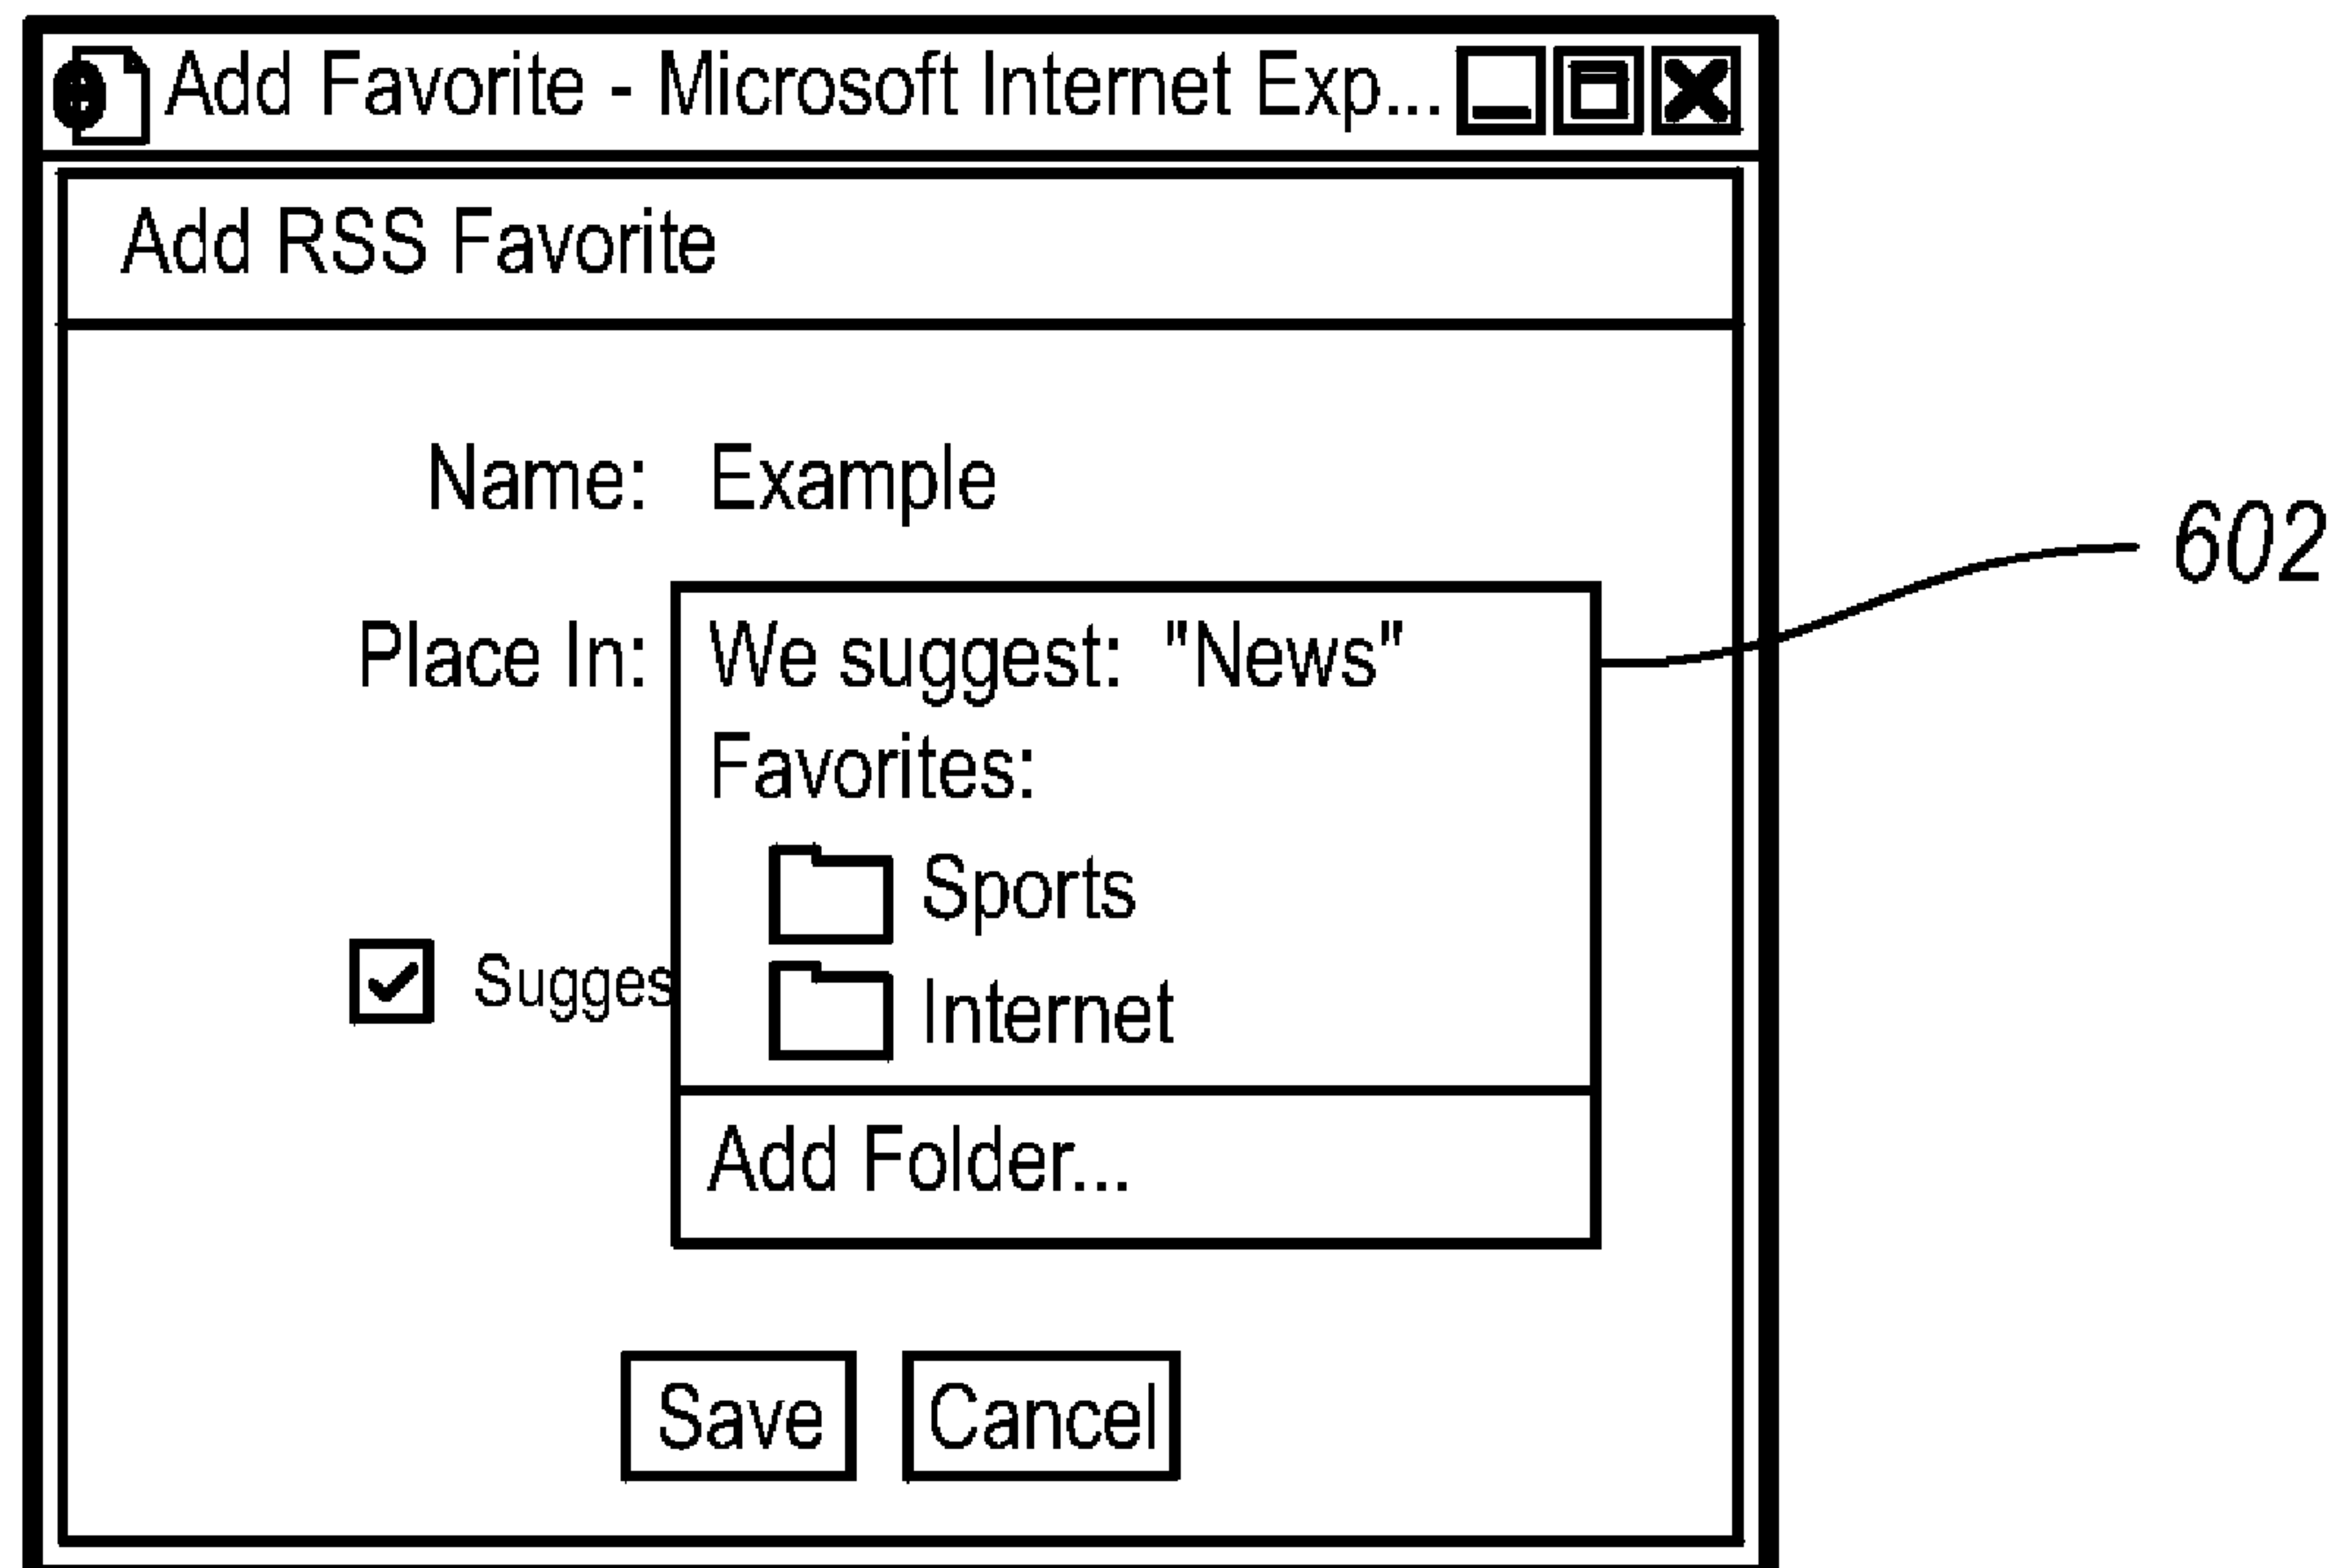 Add Favorite - Microsoft Internet Exp...
Add RSS Favorite
Name: Example
602
Place In: We suggest: "News"
Favorites:
Sports
Sugges
Internet
Add Folder...
Save Cancel